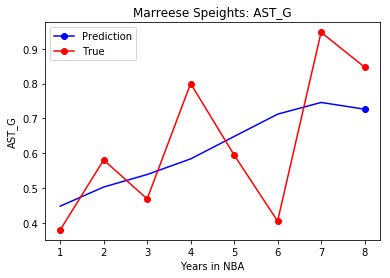 Marreese Speights: AST_G
Prediction
True
AST_G
0.9
0.8
0.7
0.6
0.5
0.4
1 2 3 4 5 6 7 8
Years in NBA